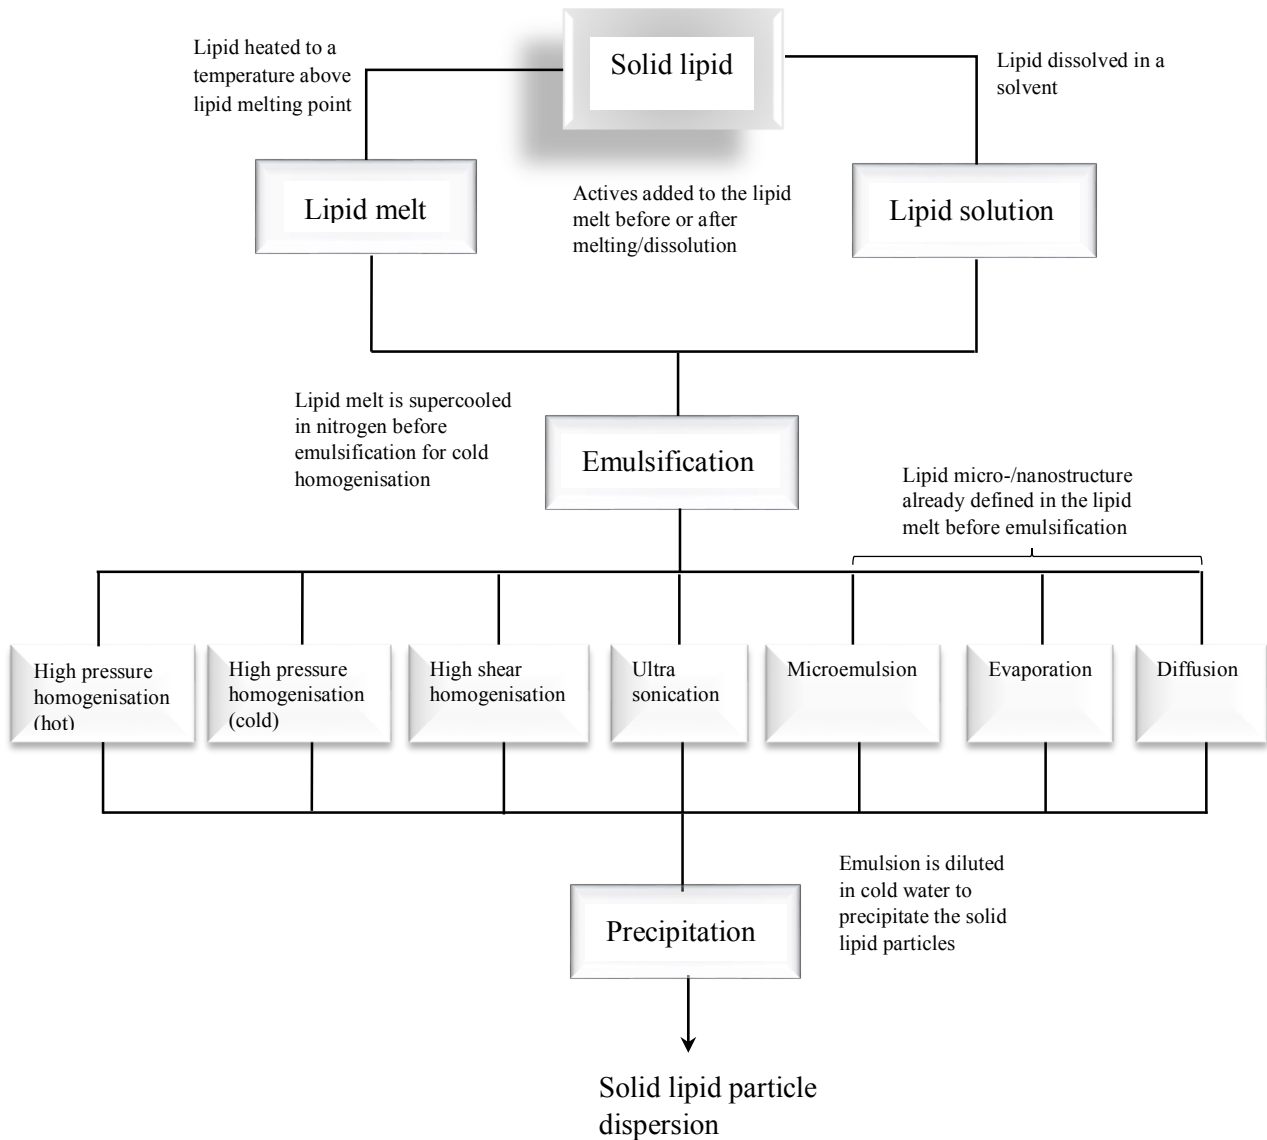 Solid lipid
Lipid heated to a
temperature above
lipid melting point
Lipid dissolved in a
solvent
Lipid melt
Actives added to the lipid
melt before or after
melting/dissolution
Lipid solution
Lipid melt is supercooled
in nitrogen before
emulsification for cold
homogenisation
Emulsification
Lipid micro-/nanostructure
already defined in the lipid
melt before emulsification
High pressure
homogenisation
(hot)
High pressure
homogenisation
(cold)
High shear
homogenisation
Ultra
sonication
Microemulsion
Evaporation
Diffusion
Emulsion is diluted
in cold water to
precipitate the solid
lipid particles
Precipitation
Solid lipid particle
dispersion